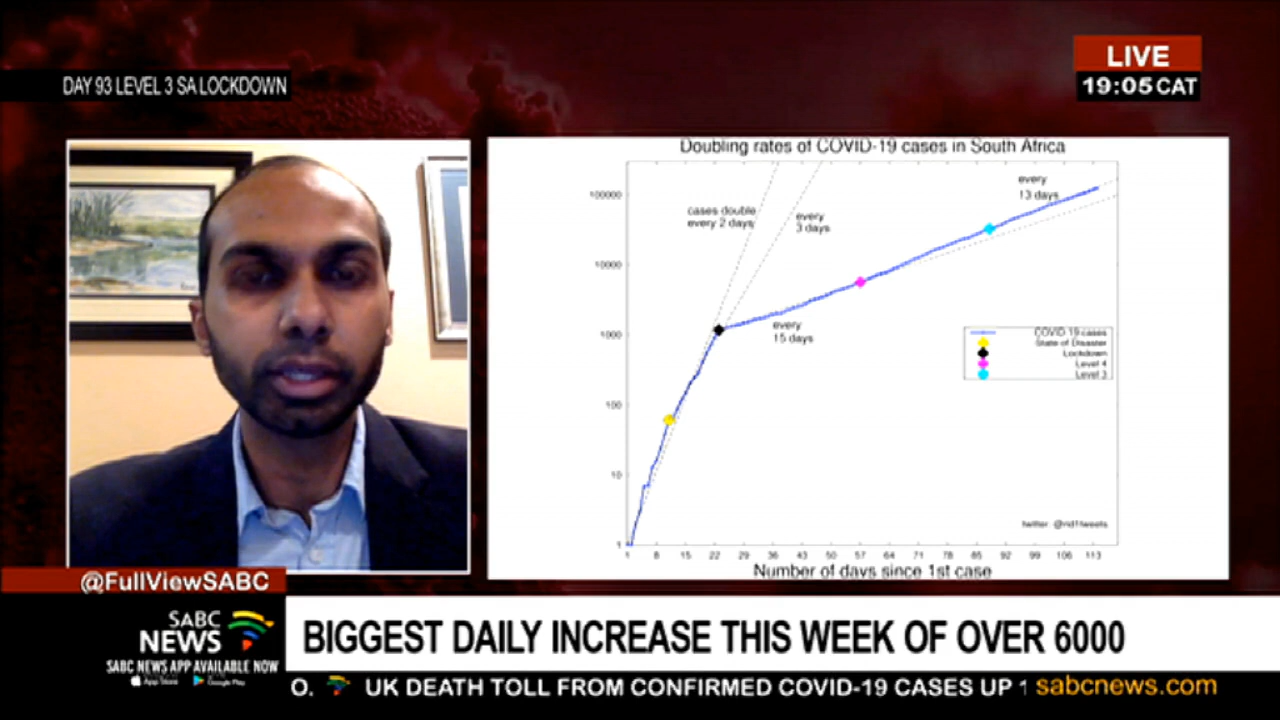 DAY 93 LEVEL 3 SA LOCKDOWN
LIVE
19:05 CAT
Doubling rates of COVID-19 cases in South Africa
100000
10000
1000
100
10
1
cases double
every 2 days
every
3 days
every
13 days
every
15 days
COVID-19 cases
State of Disaster
Lockdown
Level 4
Level 3
1 8 15 22 29 36 43 50 57 64 71 78 85 92 99 106 113
Number of days since 1st case
@FullViewSABC
SABC
NEWS
SABC NEWS APP AVAILABLE NOW
App Store
Google Play
BIGGEST DAILY INCREASE THIS WEEK OF OVER 6000
O. UK DEATH TOLL FROM CONFIRMED COVID-19 CASES UP 1 sabcnews.com